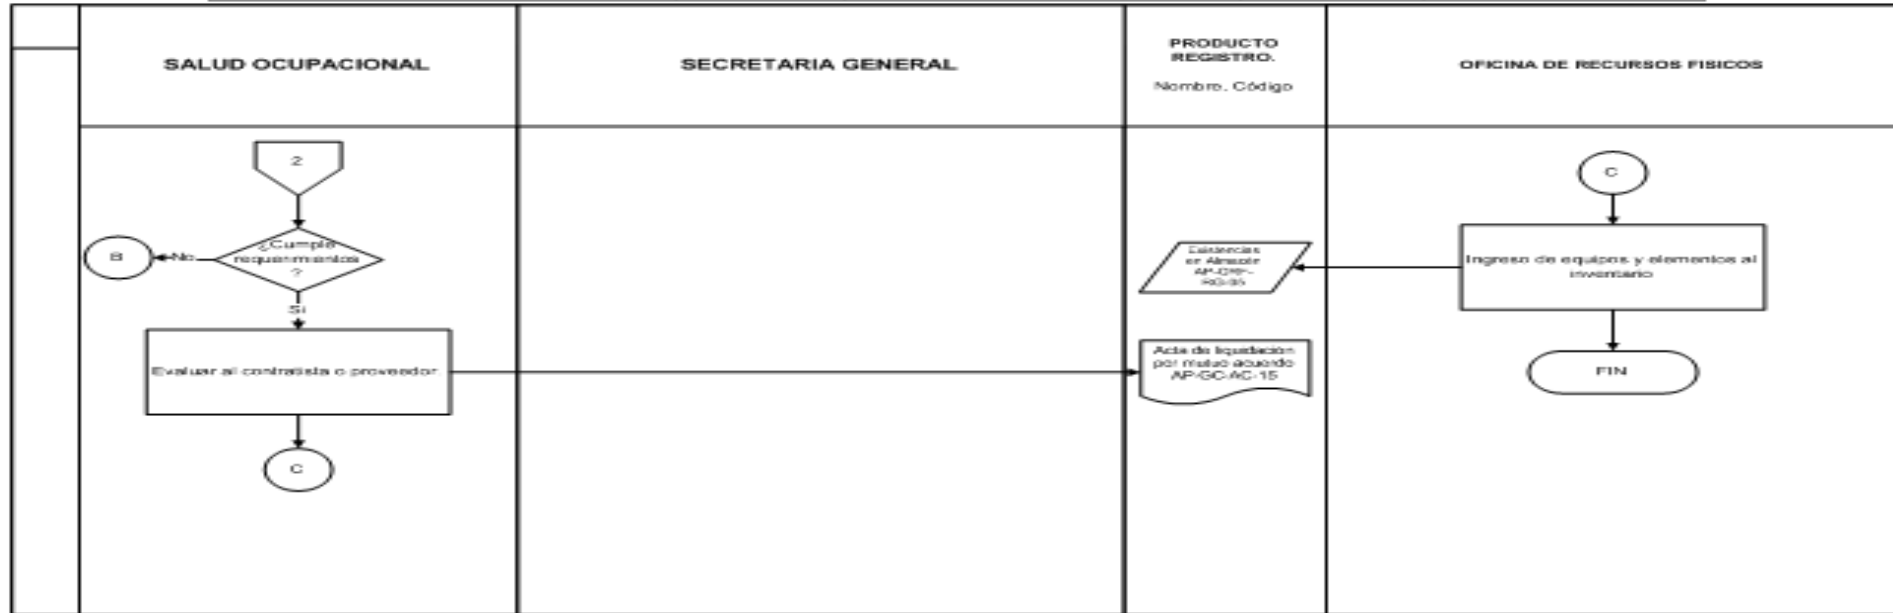 SALUD OCUPACIONAL
SECRETARIA GENERAL
PRODUCTO
REGISTRO.
Nombre. Código
OFICINA DE RECURSOS FISICOS
2
¿Cumple
requerimientos
?
No
B
Si
Evaluar al contratista o proveedor.
C
Existencias
en Almacén
Acta de liquidación
por mutuo acuerdo
AP-GC-AC-15
C
Ingreso de equipos y elementos al
inventario
FIN